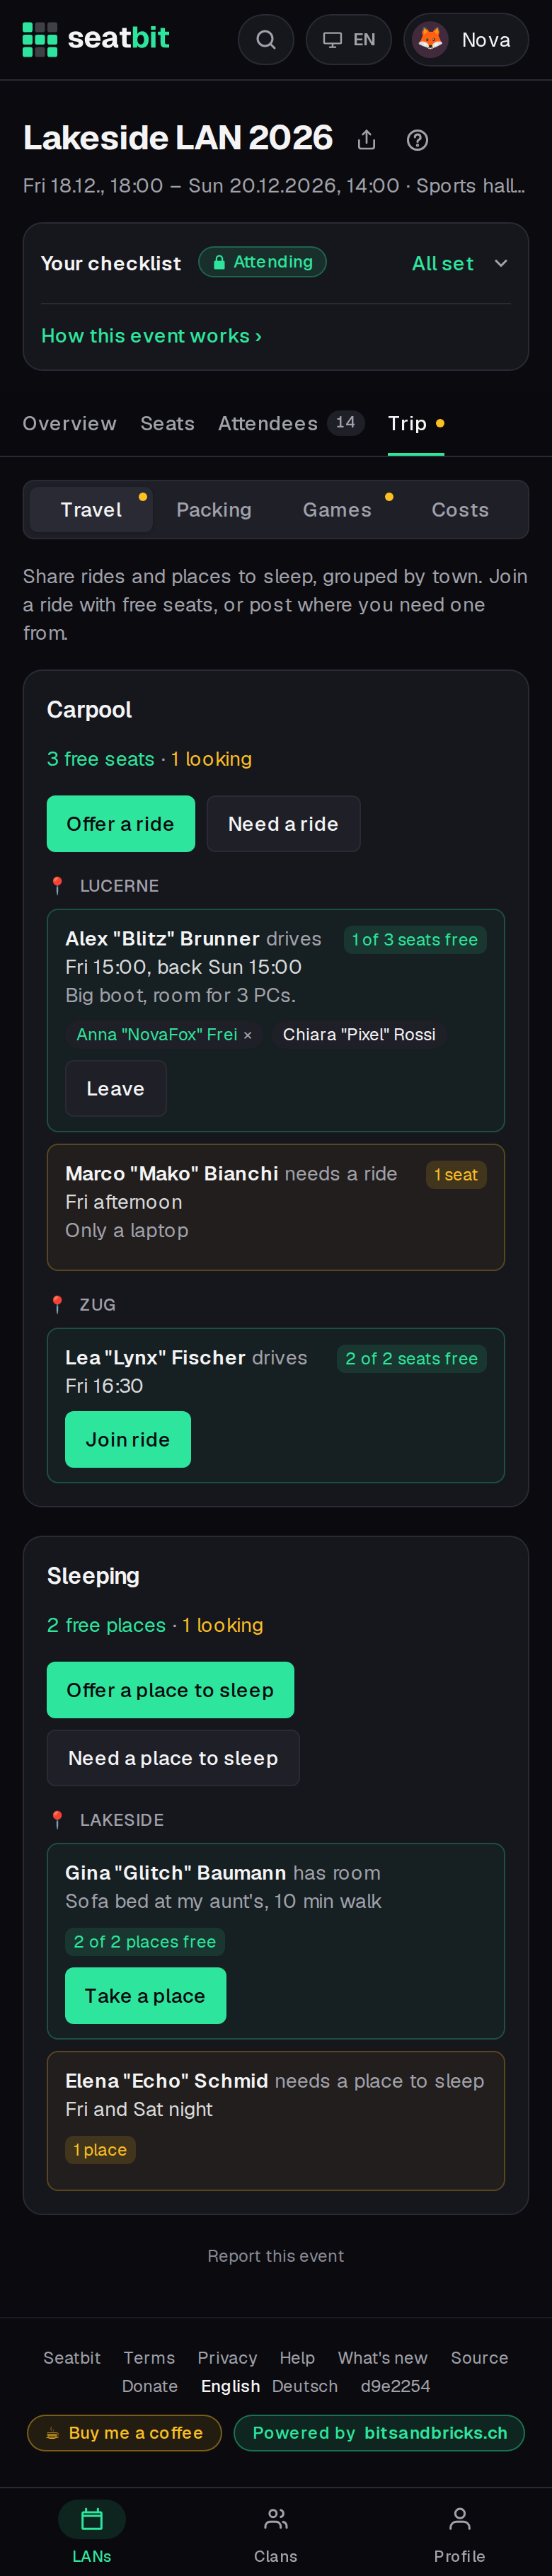 seatbit
EN
Nova
Lakeside LAN 2026
Fri 18.12., 18:00 – Sun 20.12.2026, 14:00 · Sports hall…
Your checklist
Attending
All set
How this event works ›
Overview
Seats
Attendees 14
Trip
Travel
Packing
Games
Costs
Share rides and places to sleep, grouped by town. Join
a ride with free seats, or post where you need one
from.
Carpool
3 free seats · 1 looking
Offer a ride
Need a ride
LUCERNE
Alex "Blitz" Brunner drives
1 of 3 seats free
Fri 15:00, back Sun 15:00
Big boot, room for 3 PCs.
Anna "NovaFox" Frei ×
Chiara "Pixel" Rossi
Leave
Marco "Mako" Bianchi needs a ride
1 seat
Fri afternoon
Only a laptop
ZUG
Lea "Lynx" Fischer drives
2 of 2 seats free
Fri 16:30
Join ride
Sleeping
2 free places · 1 looking
Offer a place to sleep
Need a place to sleep
LAKESIDE
Gina "Glitch" Baumann has room
Sofa bed at my aunt's, 10 min walk
2 of 2 places free
Take a place
Elena "Echo" Schmid needs a place to sleep
Fri and Sat night
1 place
Report this event
Seatbit Terms Privacy Help What's new Source
Donate English Deutsch d9e2254
Buy me a coffee
Powered by bitsandbricks.ch
LANs
Clans
Profile